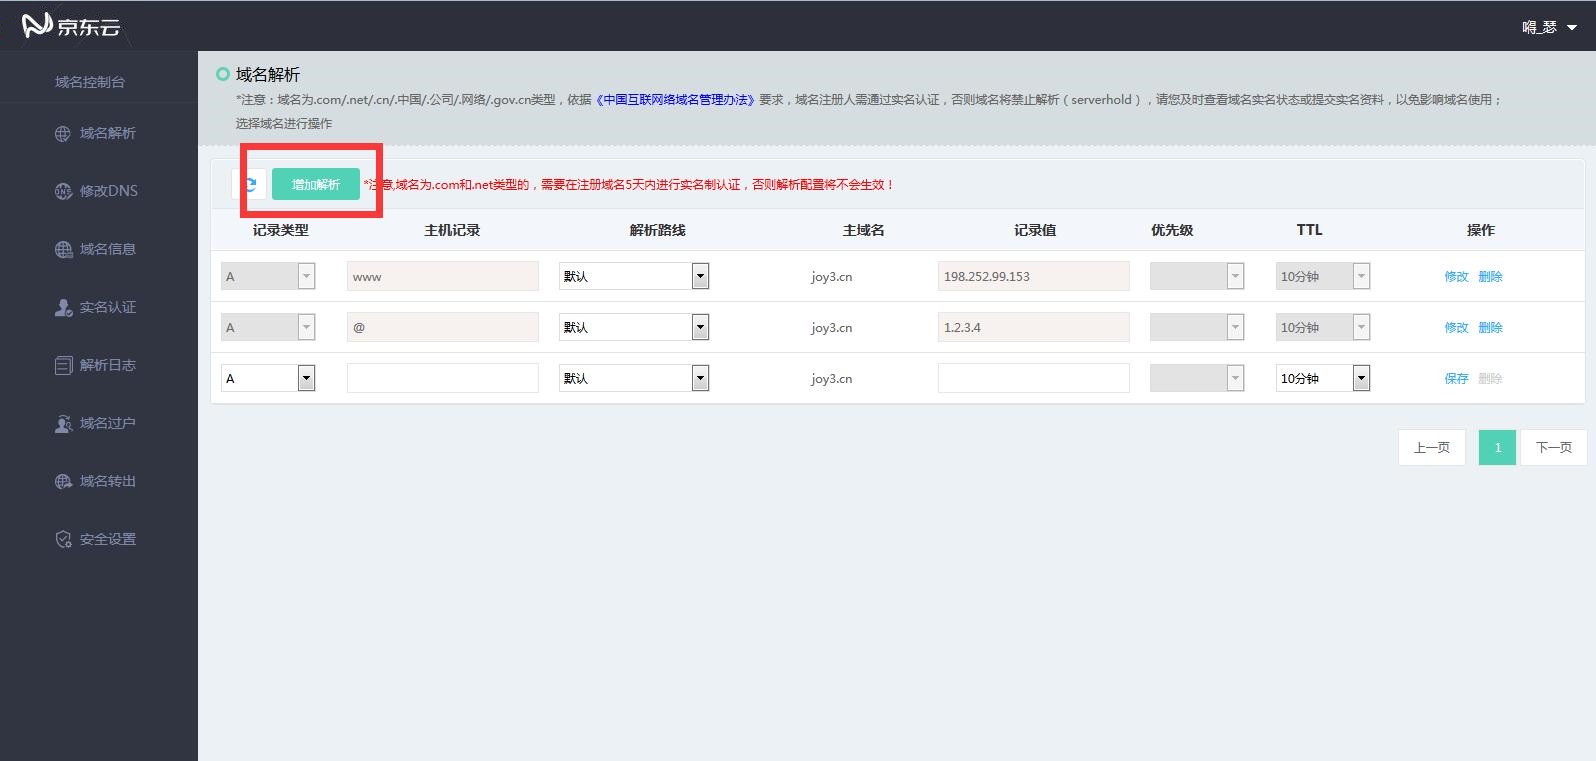 京东云
嘚_瑟
域名控制台
域名解析
修改DNS
域名信息
实名认证
解析日志
域名过户
域名转出
安全设置
域名解析
*注意：域名为.com/.net/.cn/.中国/.公司/.网络/.gov.cn类型，依据《中国互联网络域名管理办法》要求，域名注册人需通过实名认证，否则域名将禁止解析（serverhold），请您及时查看域名实名状态或提交实名资料，以免影响域名使用；
选择域名进行操作
增加解析 *注意,域名为.com和.net类型的，需要在注册域名5天内进行实名制认证，否则解析配置将不会生效！
记录类型 主机记录 解析路线 主域名 记录值 优先级 TTL 操作
A www 默认 joy3.cn 198.252.99.153 10分钟 修改 删除
A @ 默认 joy3.cn 1.2.3.4 10分钟 修改 删除
A 默认 joy3.cn 10分钟 保存 删除
上一页 1 下一页